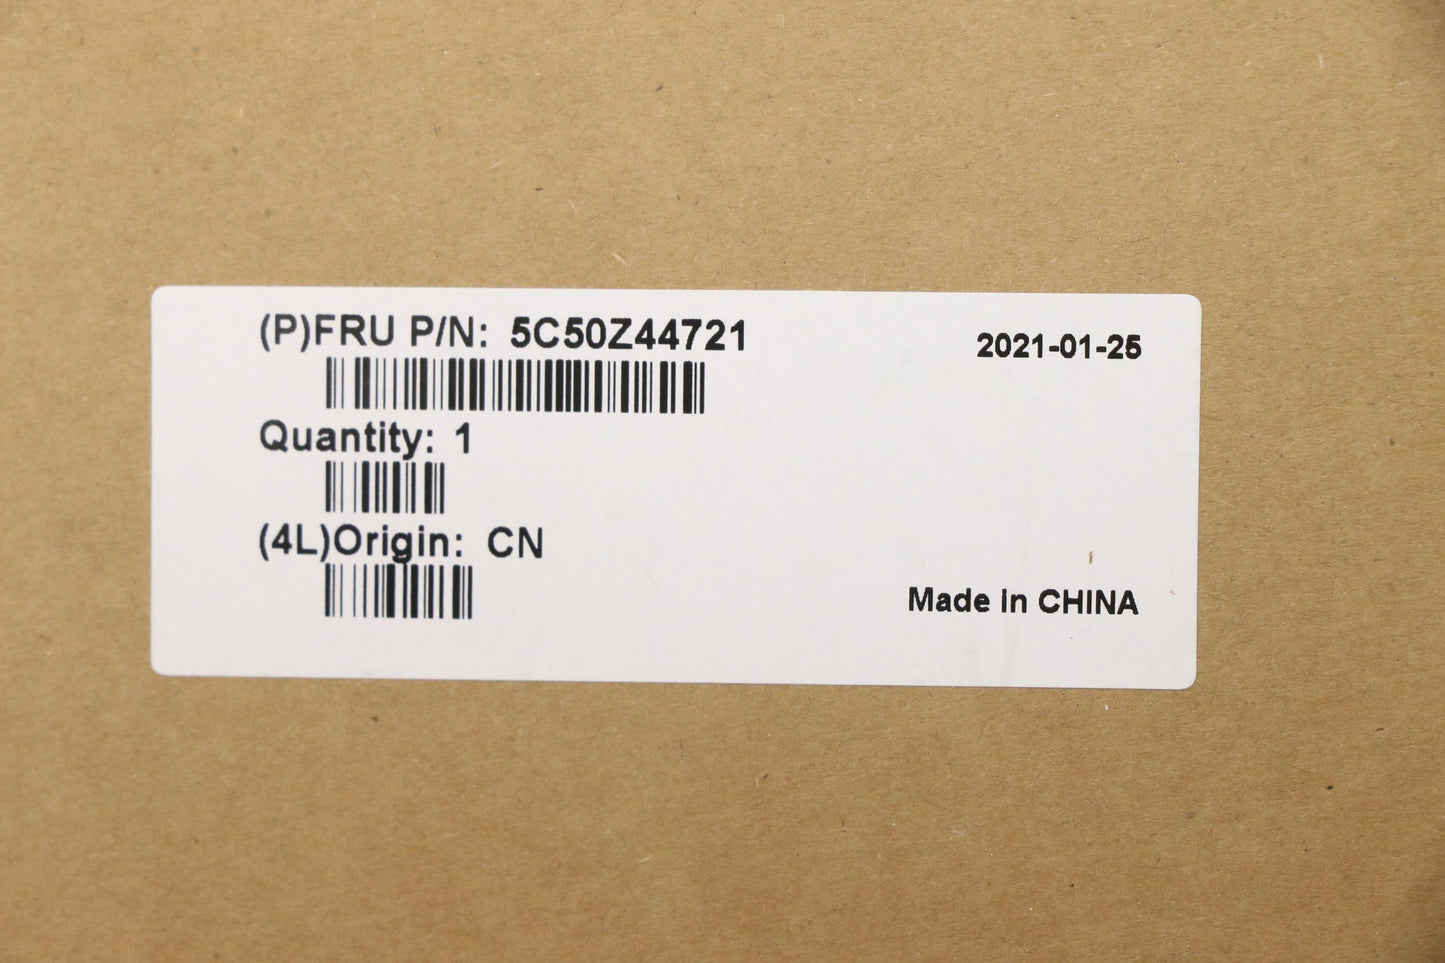 (P)FRU P/N: 5C50Z44721
2021-01-25
Quantity: 1
(4L)Origin: CN
Made in CHINA